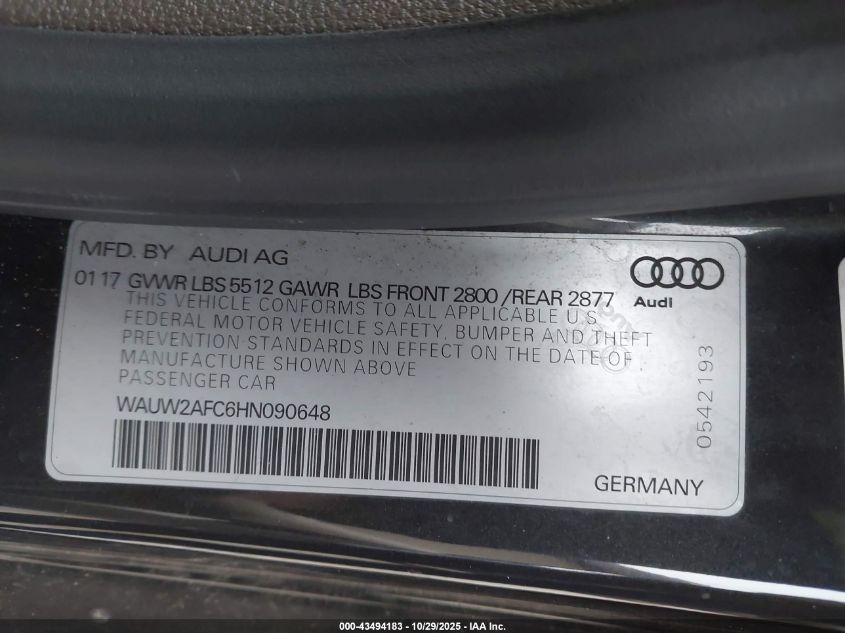 MFD. BY AUDI AG
01 17 GVWR LBS 5512 GAWR LBS FRONT 2800 /REAR 2877
Audi
THIS VEHICLE CONFORMS TO ALL APPLICABLE U.S
FEDERAL MOTOR VEHICLE SAFETY, BUMPER AND THEFT
PREVENTION-STANDARDS IN EFFECT ON THE DATE OF
MANUFACTURE SHOWN ABOVE
PASSENGER CAR
WAUW2AFC6HN090648
0542193
GERMANY
000-43494183 - 10/29/2025 - IAA Inc.